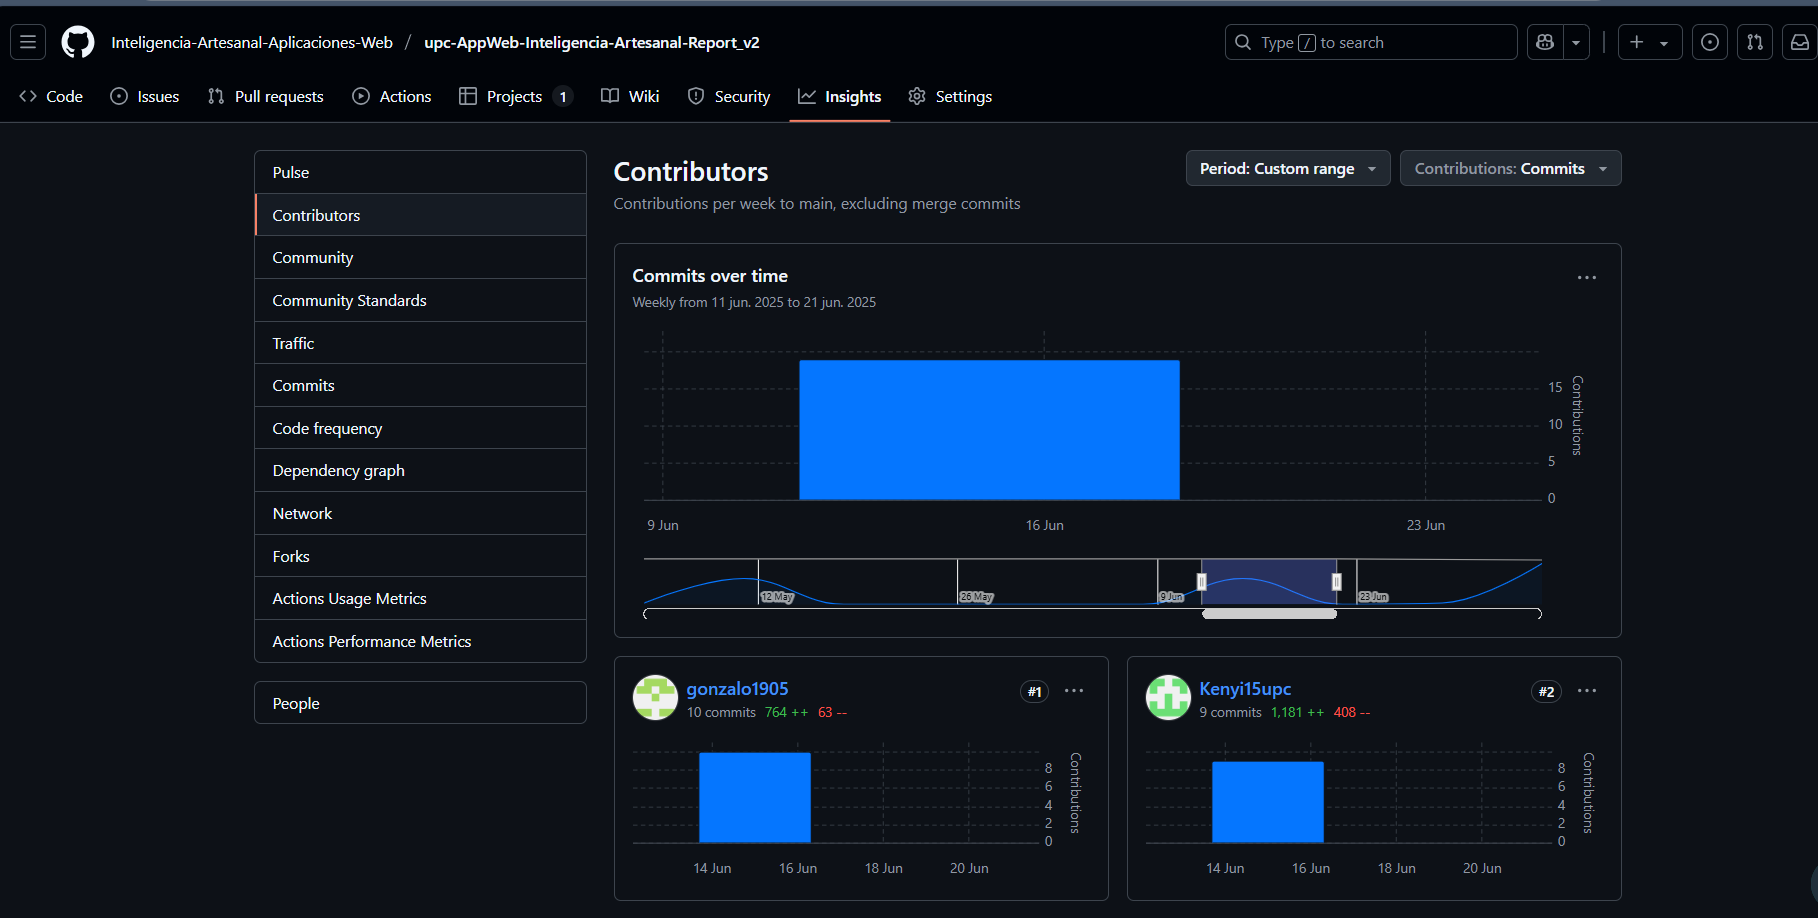 Inteligencia-Artesanal-Aplicaciones-Web / upc-AppWeb-Inteligencia-Artesanal-Report_v2
Type / to search
Code
Issues
Pull requests
Actions
Projects 1
Wiki
Security
Insights
Settings
Pulse
Contributors
Community
Community Standards
Traffic
Commits
Code frequency
Dependency graph
Network
Forks
Actions Usage Metrics
Actions Performance Metrics
People
Contributors
Contributions per week to main, excluding merge commits
Period: Custom range
Contributions: Commits
Commits over time
Weekly from 11 jun. 2025 to 21 jun. 2025
15
10
5
0
Contributions
9 Jun
16 Jun
23 Jun
12 May
26 May
9 Jun
23 Jun
gonzalo1905
#1
10 commits 764 ++ 63 --
8
6
4
2
0
Contributions
14 Jun
16 Jun
18 Jun
20 Jun
Kenyi15upc
#2
9 commits 1,181 ++ 408 --
8
6
4
2
0
Contributions
14 Jun
16 Jun
18 Jun
20 Jun